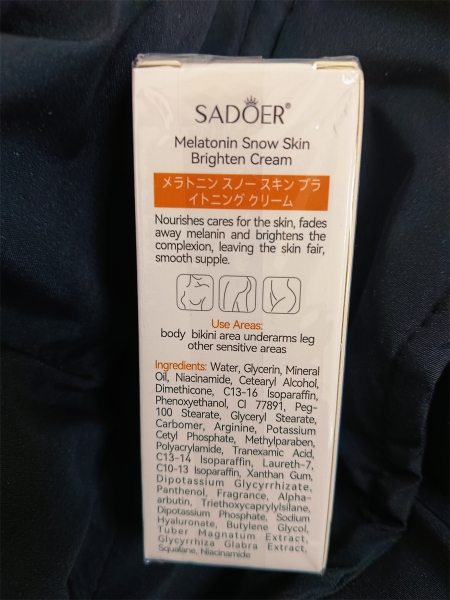 SADOER®
Melatonin Snow Skin
Brighten Cream
メラトニン スノー スキン ブラ
イトニング クリーム
Nourishes cares for the skin, fades
away melanin and brightens the
complexion, leaving the skin fair,
smooth supple.
Use Areas:
body bikini area underarms leg
other sensitive areas
Ingredients: Water, Glycerin, Mineral
Oil, Niacinamide, Cetearyl Alcohol,
Dimethicone, C13-16 Isoparaffin,
Phenoxyethanol, CI 77891, Peg-
100 Stearate, Glyceryl Stearate,
Carbomer, Arginine, Potassium
Cetyl Phosphate, Methylparaben,
Polyacrylamide, Tranexamic Acid,
C13-14 Isoparaffin, Laureth-7,
C10-13 Isoparaffin, Xanthan Gum,
Dipotassium Glycyrrhizate,
Panthenol, Fragrance, Alpha-
arbutin, Triethoxycaprylylsilane,
Dipotassium Phosphate, Sodium
Hyaluronate, Butylene Glycol,
Tuber Magnatum Extract,
Glycyrrhiza Glabra Extract,
Squalane, Niacinamide